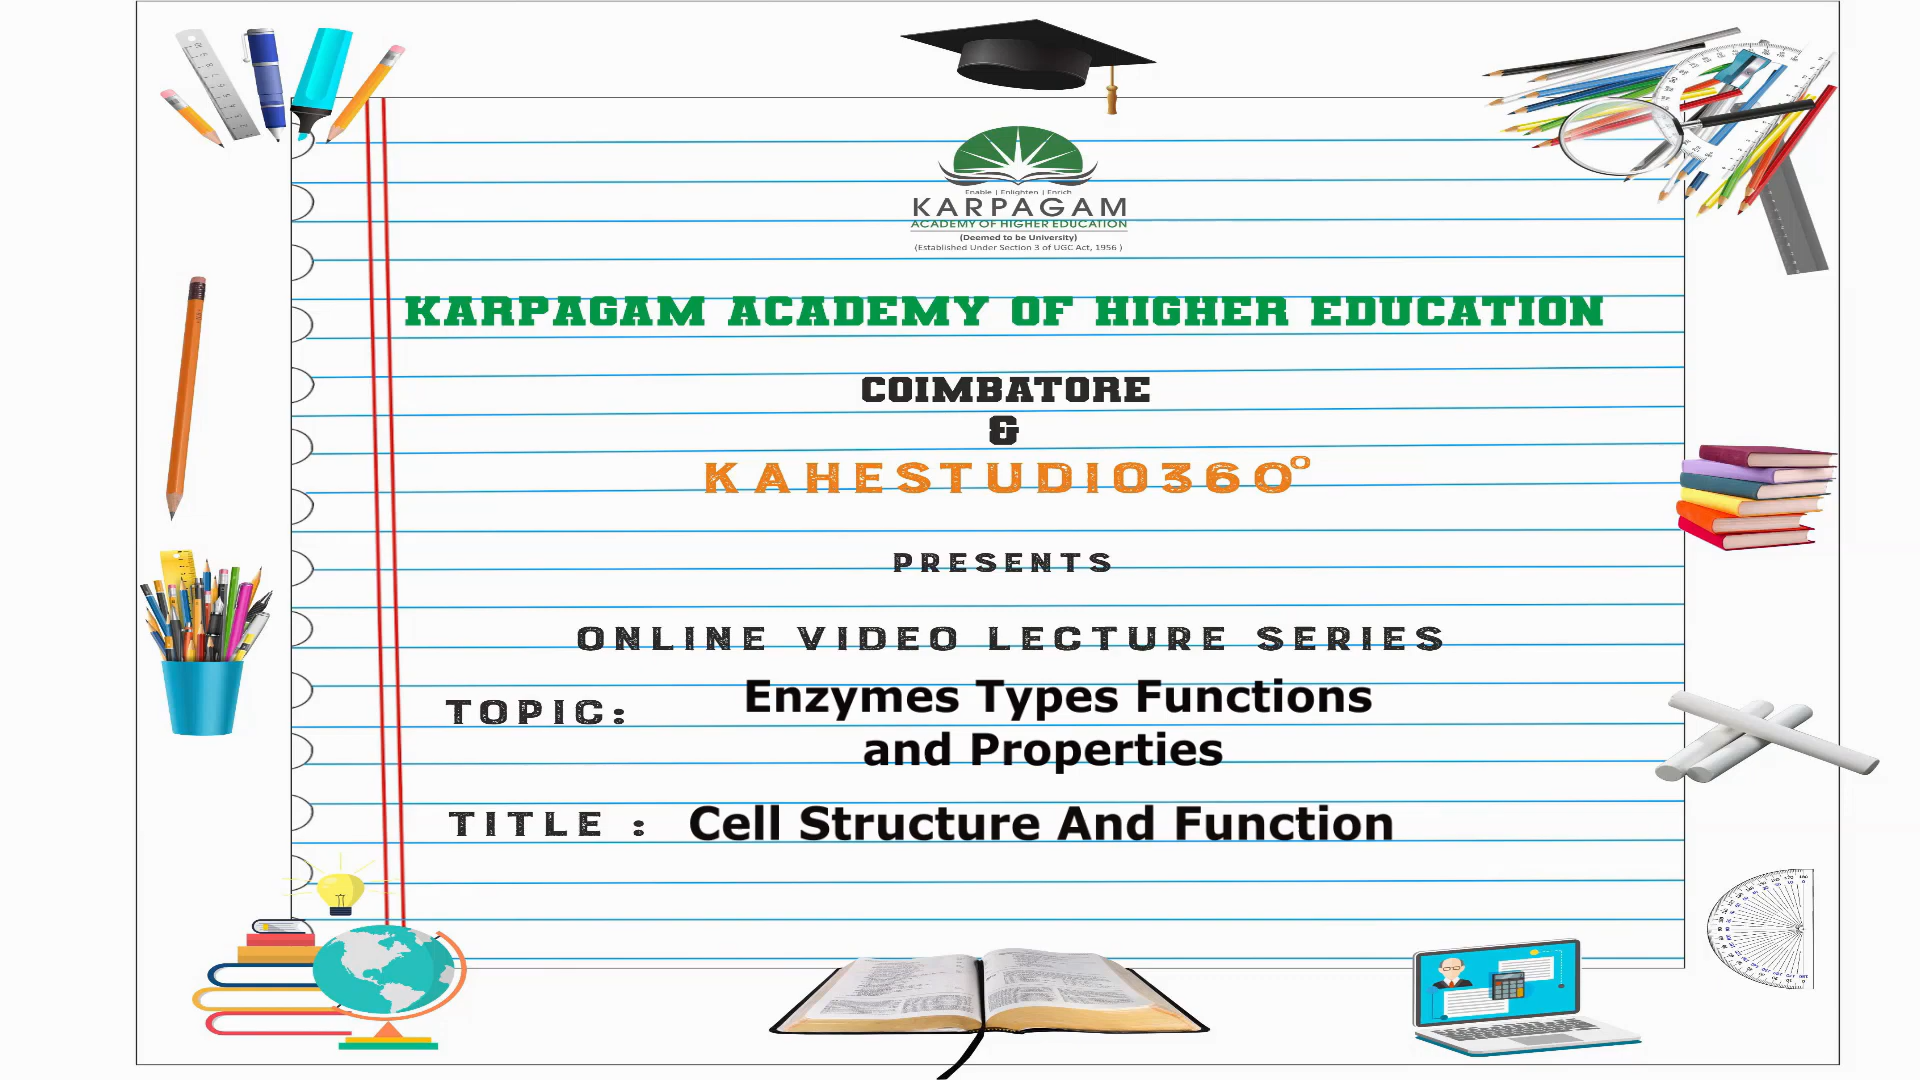 Enable | Enlighten | Enrich
KARPAGAM
ACADEMY OF HIGHER EDUCATION
(Deemed to be University)
(Established Under Section 3 of UGC Act, 1956 )
KARPAGAM ACADEMY OF HIGHER EDUCATION
COIMBATORE
&
KAHESTUDIO360°
PRESENTS
ONLINE VIDEO LECTURE SERIES
TOPIC: Enzymes Types Functions
and Properties
TITLE : Cell Structure And Function